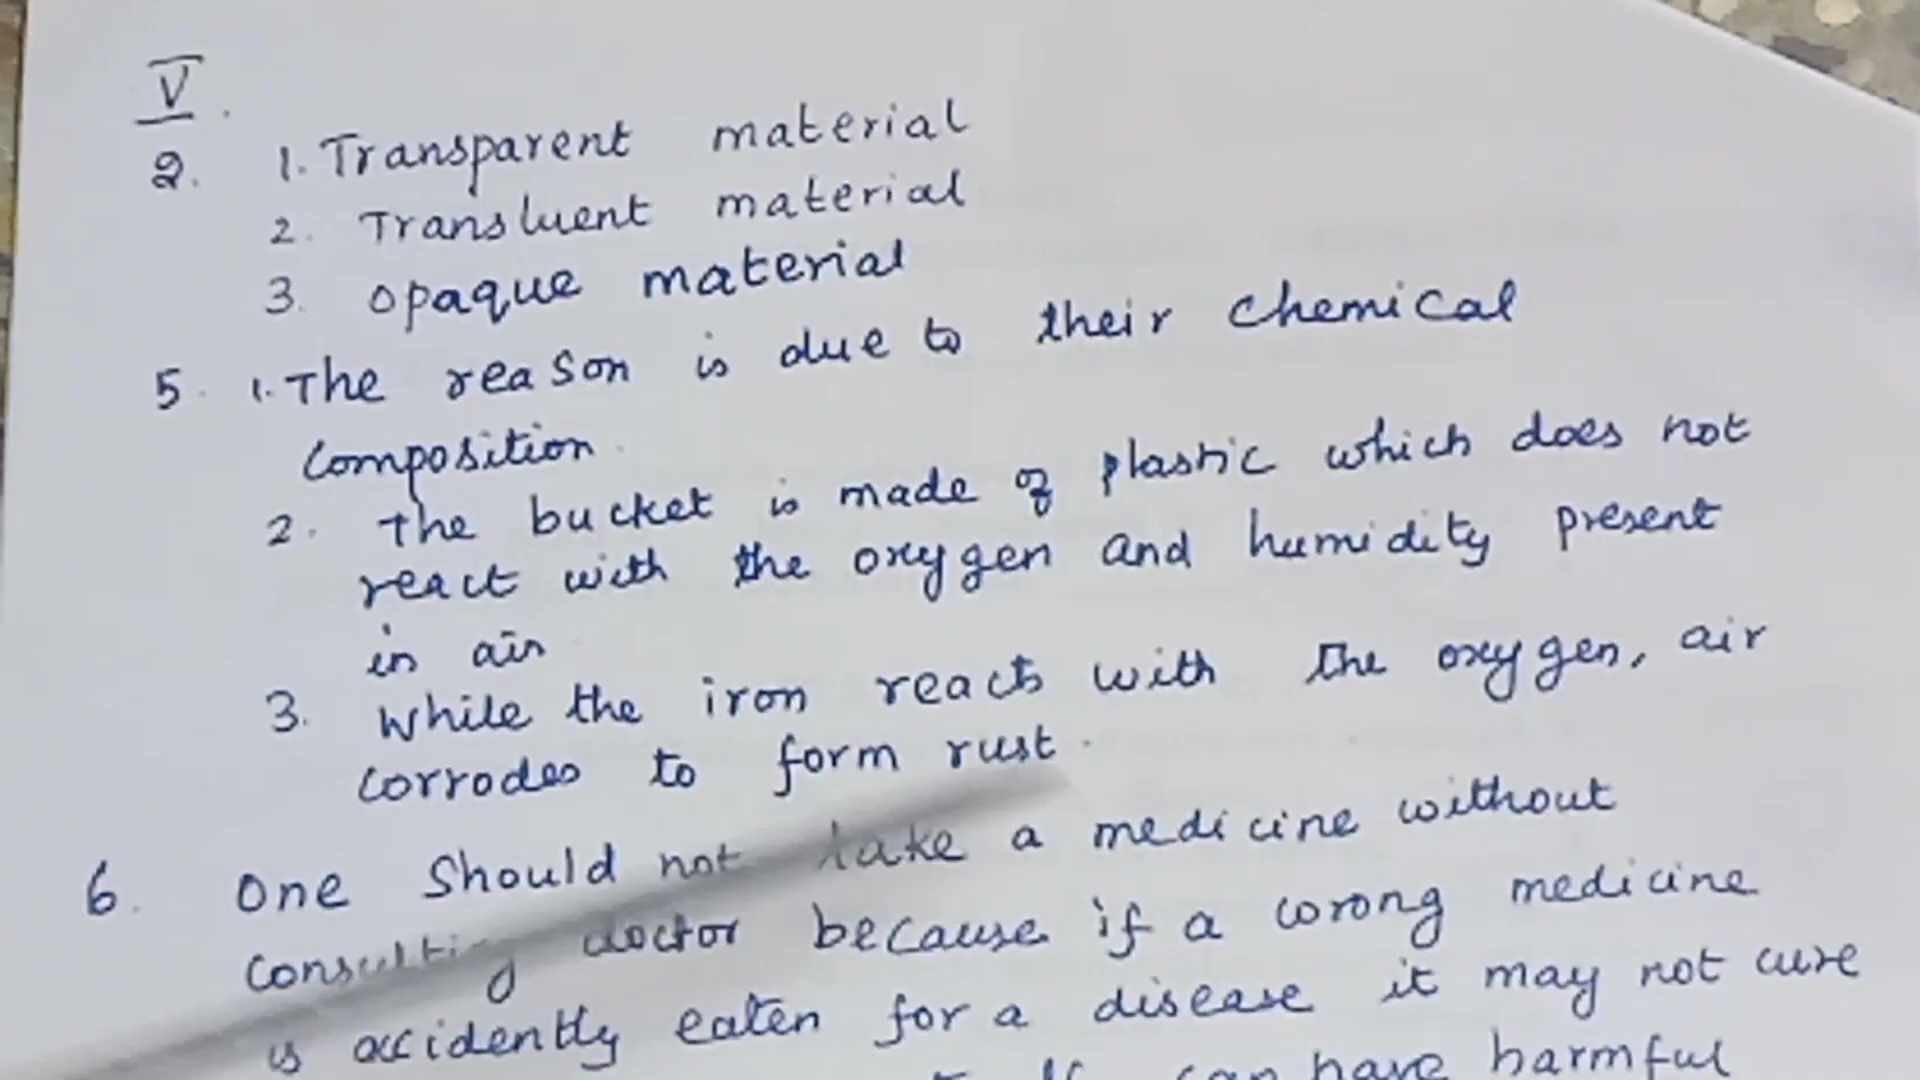 V.
2. 1. Transparent material
2. Transluent material
3. opaque material
5. 1. The reason is due to their chemical
composition
2. The bucket is made of plastic which does not
react with the oxygen and humidity present
in air
3. While the iron reacts with the oxygen, air
corrodes to form rust.
6. One Should not take a medicine without
consulting doctor because if a wrong medicine
is accidently eaten for a disease it may not cure
can have harmful